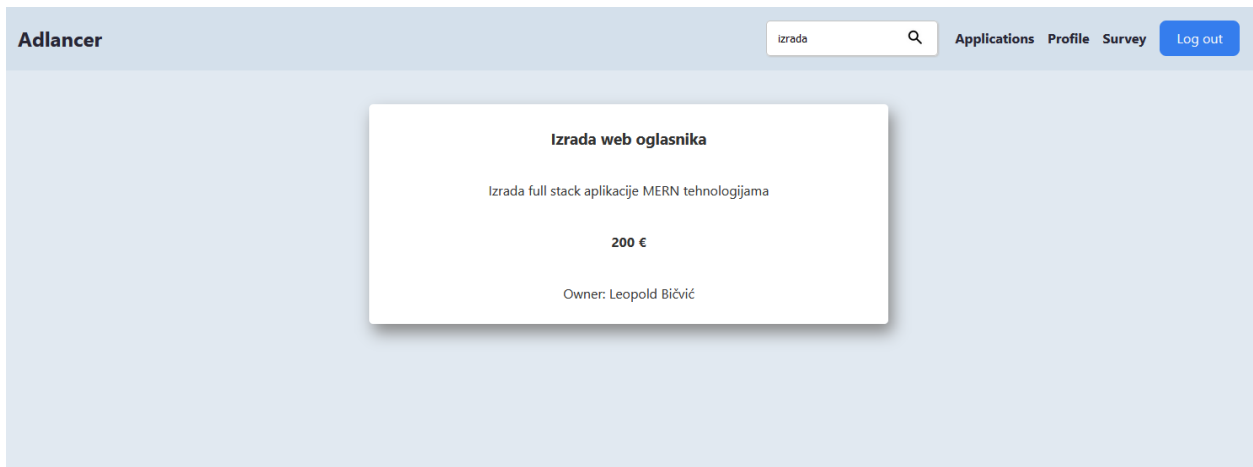 Adlancer
izrada
Applications Profile Survey Log out
Izrada web oglasnika
Izrada full stack aplikacije MERN tehnologijama
200 €
Owner: Leopold Bičvić